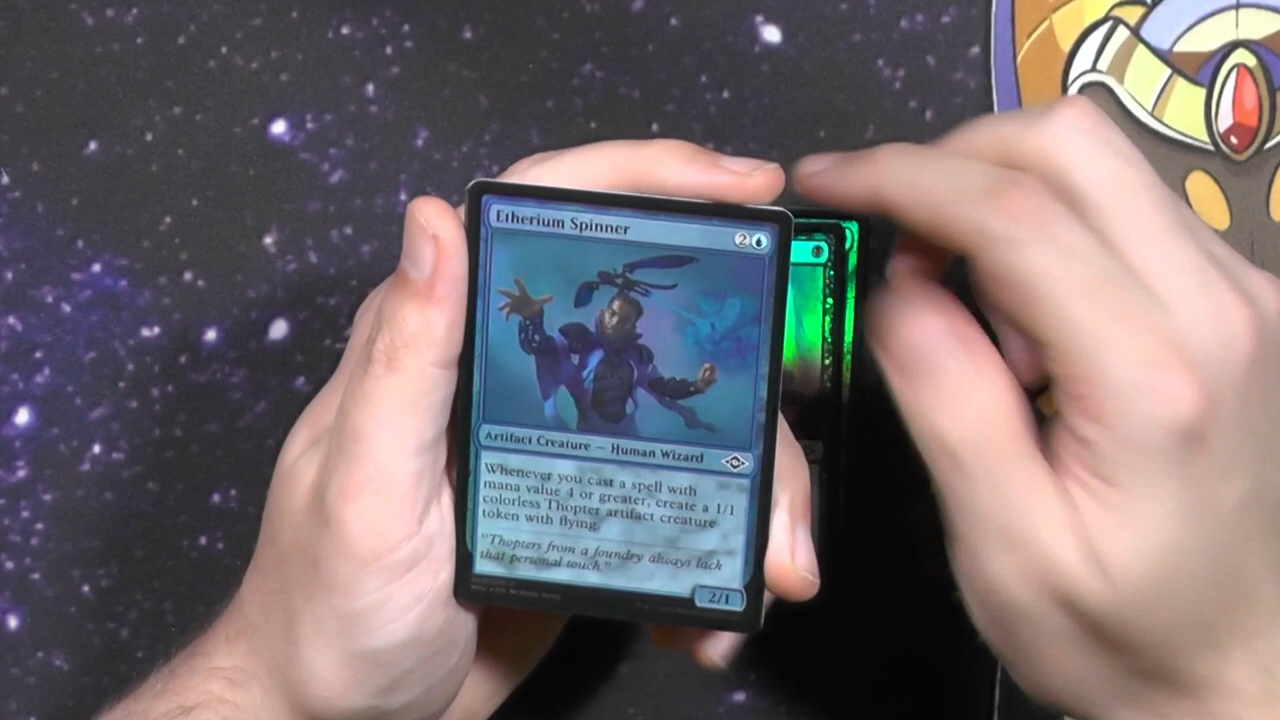 Etherium Spinner
2
Artifact Creature — Human Wizard
Whenever you cast a spell with
mana value 4 or greater, create a 1/1
colorless Thopter artifact creature
token with flying.
"Thopters from a foundry always lack
that personal touch."
2/1